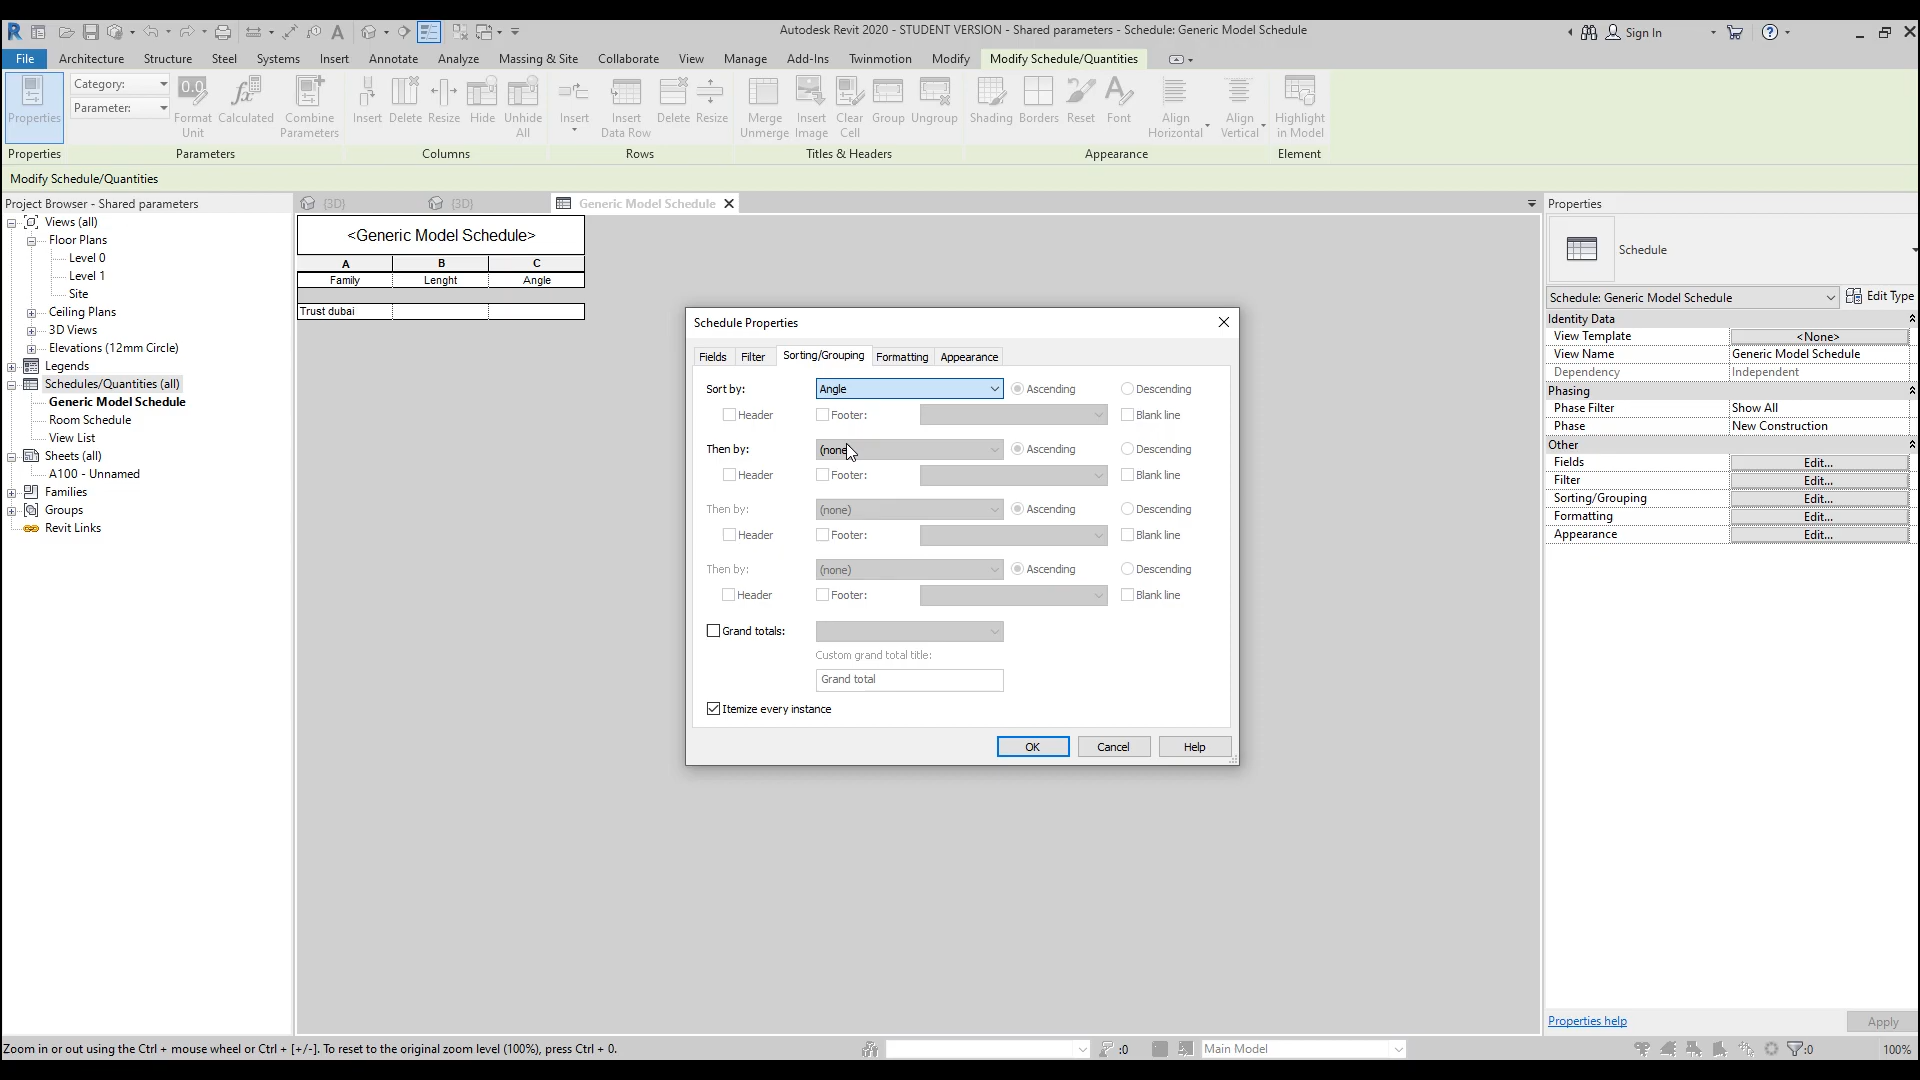 Autodesk Revit 2020 - STUDENT VERSION - Shared parameters - Schedule: Generic Model Schedule
Sign In
File Architecture Structure Steel Systems Insert Annotate Analyze Massing & Site Collaborate View Manage Add-Ins Twinmotion Modify Modify Schedule/Quantities
Properties
Category:
Parameter:
Format Unit
Calculated
Combine Parameters
Insert Delete Resize Hide Unhide All
Insert
Insert Data Row
Delete Resize
Merge Unmerge
Insert Image
Clear Cell
Group Ungroup
Shading Borders Reset Font
Align Horizontal
Align Vertical
Highlight in Model
Properties Parameters Columns Rows Titles & Headers Appearance Element
Modify Schedule/Quantities
Project Browser - Shared parameters
Views (all)
Floor Plans
Level 0
Level 1
Site
Ceiling Plans
3D Views
Elevations (12mm Circle)
Legends
Schedules/Quantities (all)
Generic Model Schedule
Room Schedule
View List
Sheets (all)
A100 - Unnamed
Families
Groups
Revit Links
{3D} {3D} Generic Model Schedule
<Generic Model Schedule>
A B C
Family Lenght Angle
Trust dubai
Schedule Properties
Fields Filter Sorting/Grouping Formatting Appearance
Sort by: Angle Ascending Descending
Header Footer: Blank line
Then by: (none) Ascending Descending
Header Footer: Blank line
Then by: (none) Ascending Descending
Header Footer: Blank line
Then by: (none) Ascending Descending
Header Footer: Blank line
Grand totals:
Custom grand total title:
Grand total
Itemize every instance
OK Cancel Help
Properties
Schedule
Schedule: Generic Model Schedule Edit Type
Identity Data
View Template <None>
View Name Generic Model Schedule
Dependency Independent
Phasing
Phase Filter Show All
Phase New Construction
Other
Fields Edit...
Filter Edit...
Sorting/Grouping Edit...
Formatting Edit...
Appearance Edit...
Properties help Apply
Zoom in or out using the Ctrl + mouse wheel or Ctrl + [+/-]. To reset to the original zoom level (100%), press Ctrl + 0.
:0 Main Model :0 100%